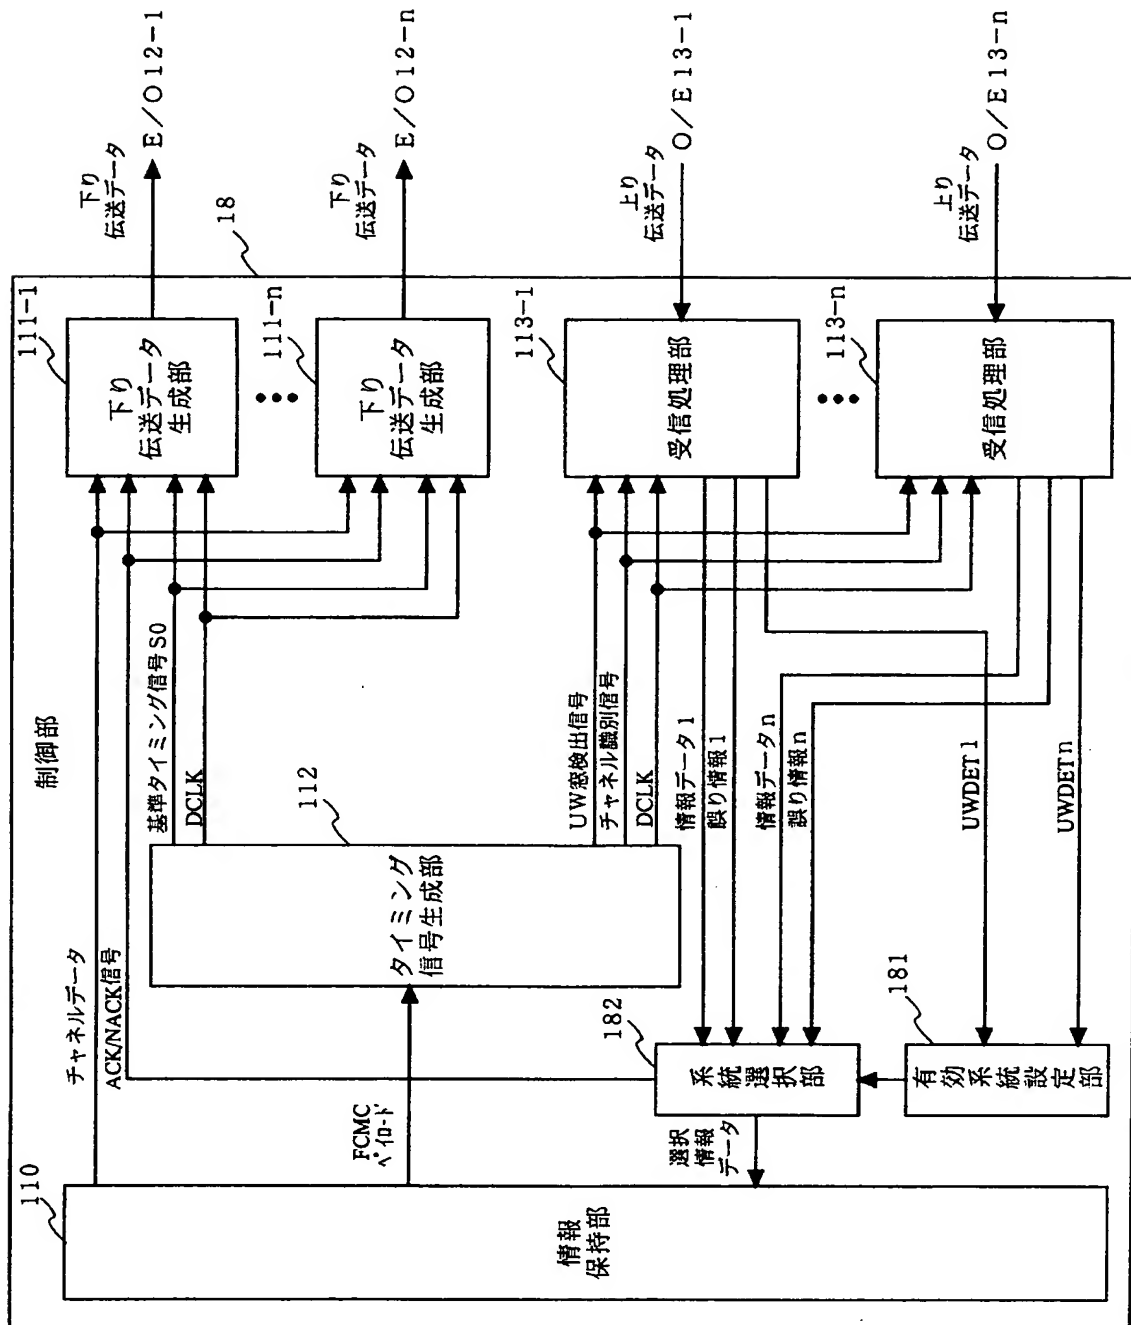 制御部
18
110
情報
保持部
チャネルデータ
ACK/NACK信号
FCMC
ペイロード
選択
情報
データ
112
タイミング
信号生成部
基準タイミング信号S0
DCLK
UW窓検出信号
チャネル識別信号
DCLK
情報データ1
誤り情報1
情報データn
誤り情報n
UWDET1
UWDETn
182
系統選択部
181
有効系統設定部
111-1
下り
伝送データ
生成部
111-n
下り
伝送データ
生成部
113-1
受信処理部
113-n
受信処理部
下り
伝送データ
E/O12-1
下り
伝送データ
E/O12-n
上り
伝送データ
O/E13-1
上り
伝送データ
O/E13-n